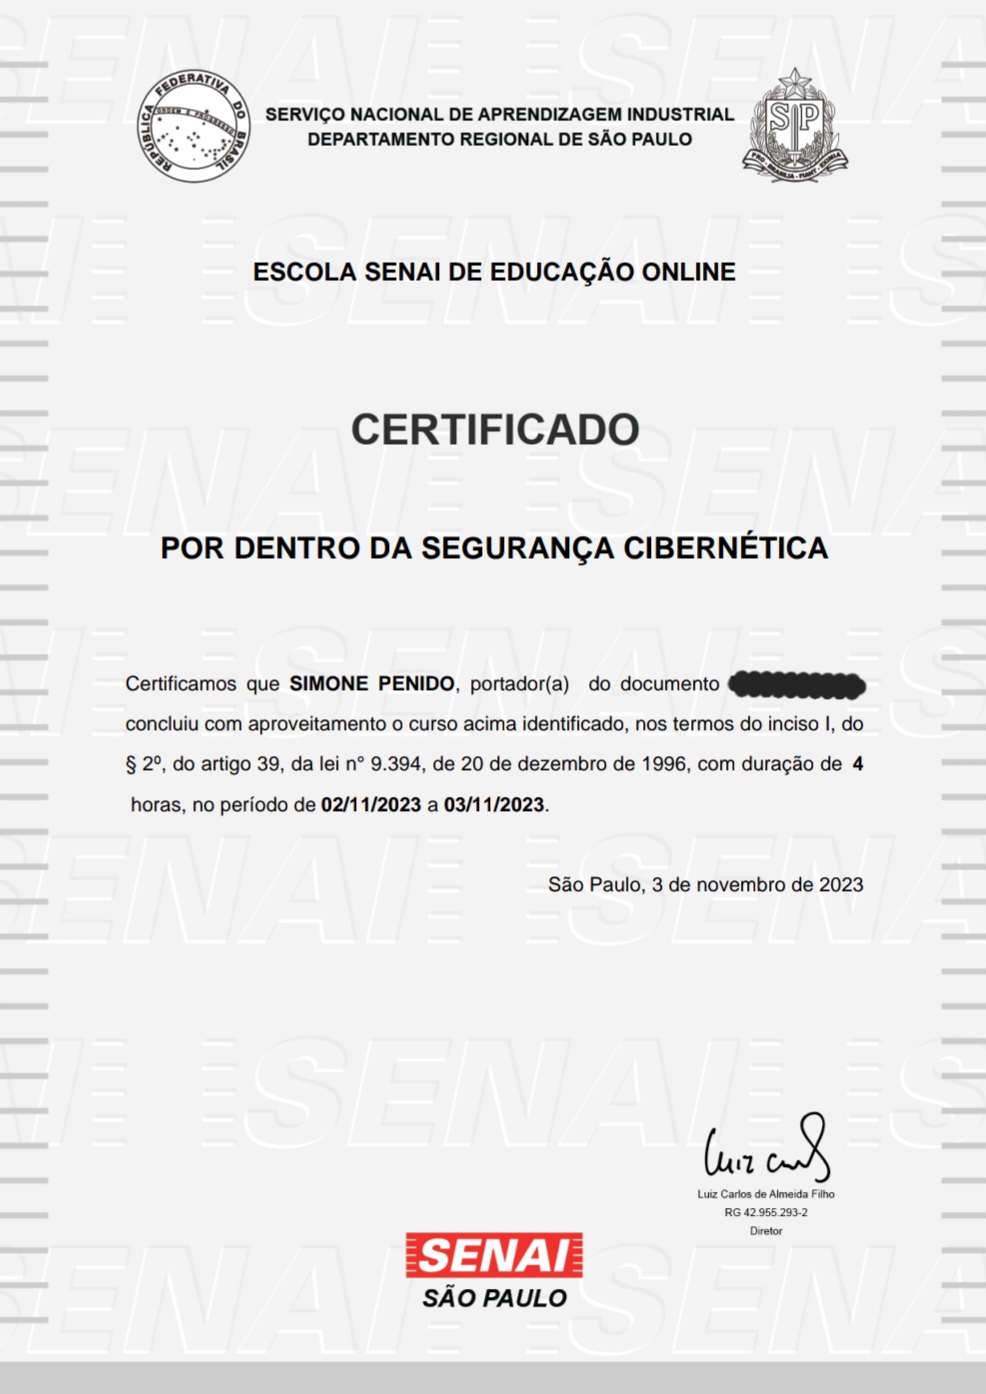 REPÚBLICA FEDERATIVA DO BRASIL
ORDEM E PROGRESSO
SERVIÇO NACIONAL DE APRENDIZAGEM INDUSTRIAL
DEPARTAMENTO REGIONAL DE SÃO PAULO
SP
PRO · BRASILIA · FIANT · EXIMIA
ESCOLA SENAI DE EDUCAÇÃO ONLINE
CERTIFICADO
POR DENTRO DA SEGURANÇA CIBERNÉTICA
Certificamos que SIMONE PENIDO, portador(a) do documento
concluiu com aproveitamento o curso acima identificado, nos termos do inciso I, do
§ 2º, do artigo 39, da lei n° 9.394, de 20 de dezembro de 1996, com duração de 4
horas, no período de 02/11/2023 a 03/11/2023.
São Paulo, 3 de novembro de 2023
Luiz Carlos de Almeida Filho
RG 42.955.293-2
Diretor
SENAI
SÃO PAULO